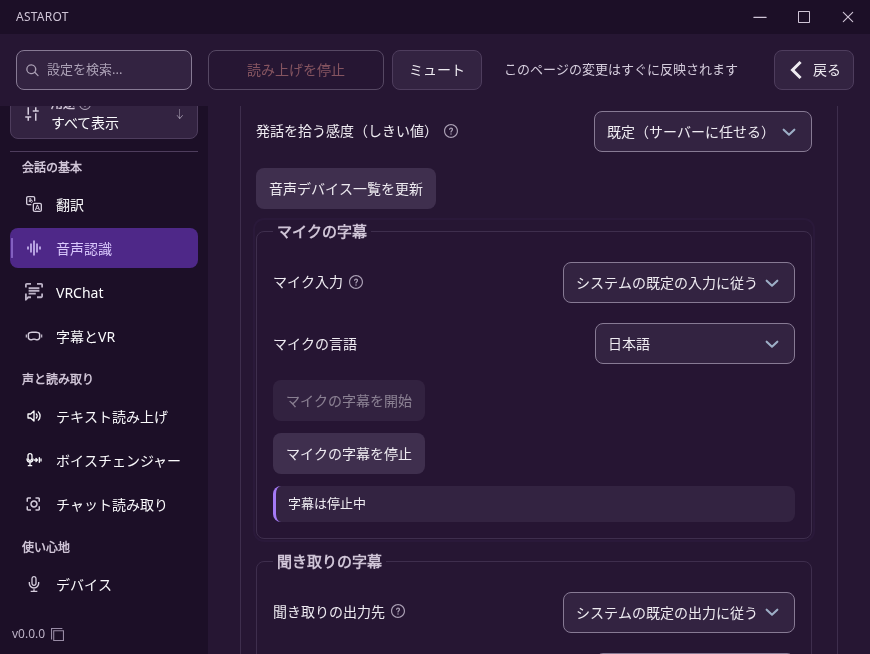 ASTAROT
設定を検索...
読み上げを停止
ミュート
このページの変更はすぐに反映されます
戻る
すべて表示
会話の基本
翻訳
音声認識
VRChat
字幕とVR
声と読み取り
テキスト読み上げ
ボイスチェンジャー
チャット読み取り
使い心地
デバイス
v0.0.0
発話を拾う感度（しきい値）
既定（サーバーに任せる）
音声デバイス一覧を更新
マイクの字幕
マイク入力
システムの既定の入力に従う
マイクの言語
日本語
マイクの字幕を開始
マイクの字幕を停止
字幕は停止中
聞き取りの字幕
聞き取りの出力先
システムの既定の出力に従う